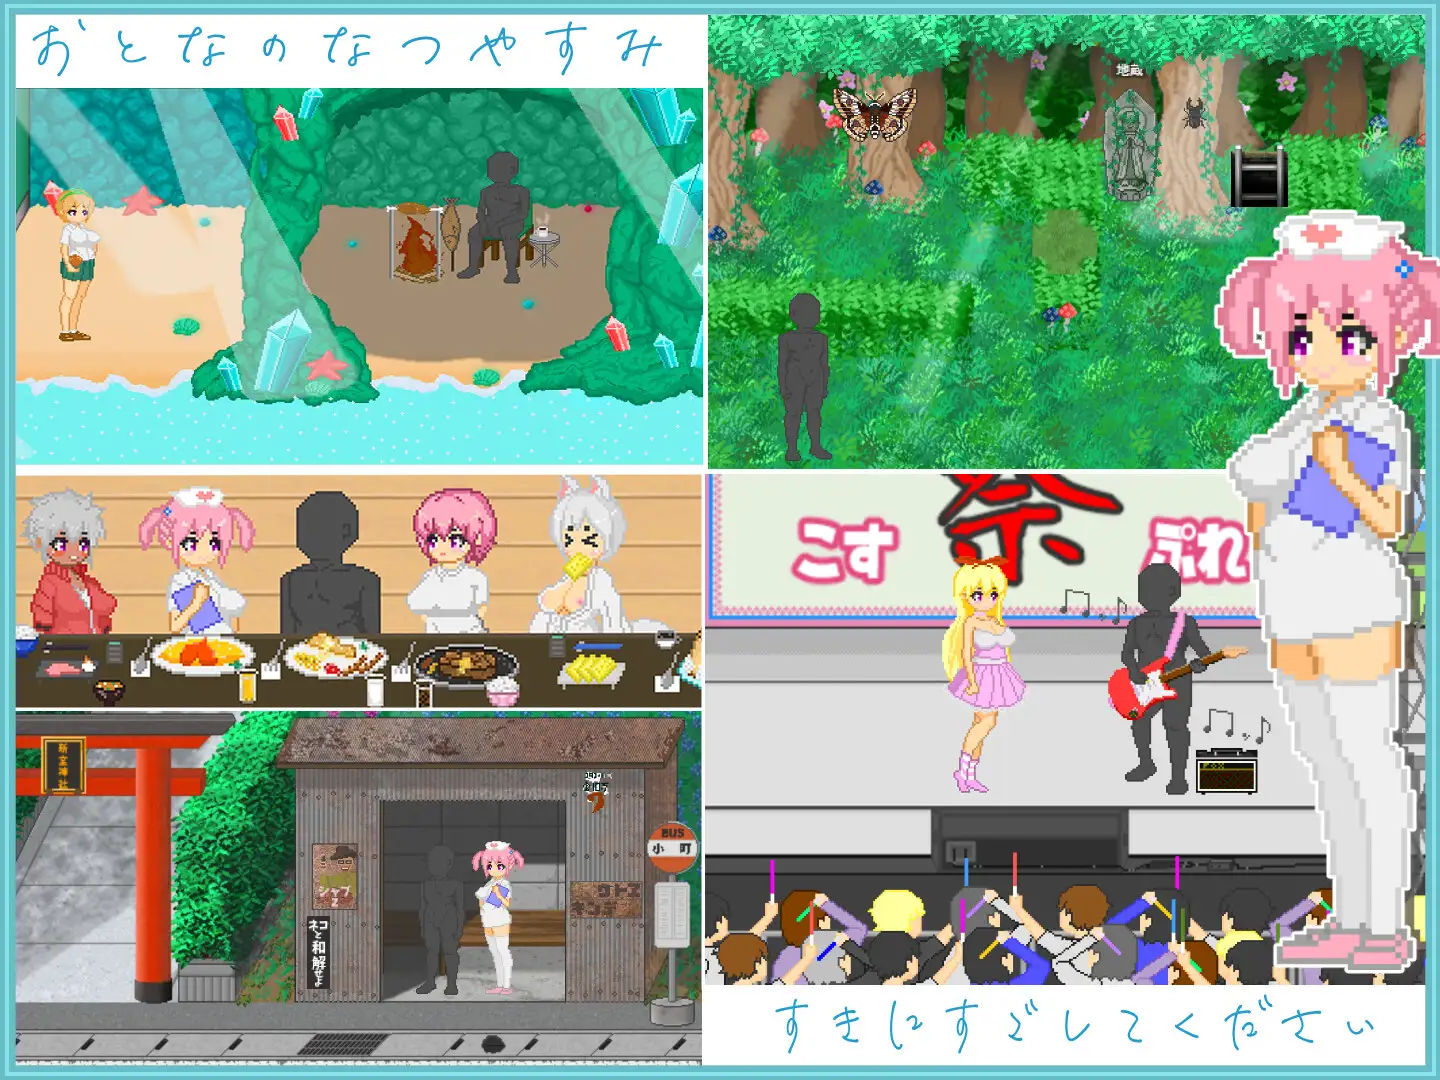 おとなのなつやすみ
地蔵
祭
こす
ぷれ
新宝神社
シャブ
ネコと和解せよ
BUS
小町
すきにすごしてください